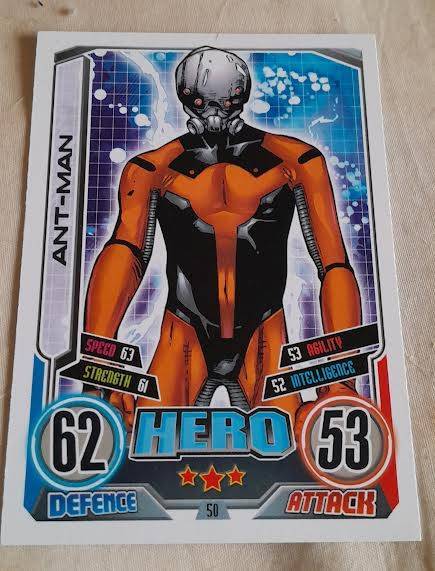 ANT-MAN
SPEED 63
STRENGTH 61
53 AGILITY
52 INTELLIGENCE
62
HERO
53
DEFENCE
50
ATTACK